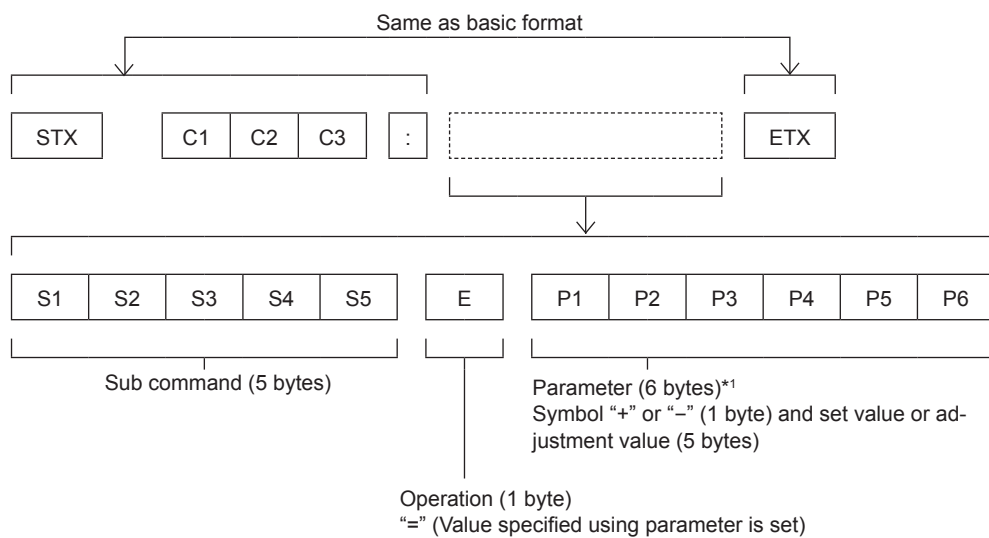 Same as basic format
STX C1 C2 C3 : ETX
S1 S2 S3 S4 S5 E P1 P2 P3 P4 P5 P6
Sub command (5 bytes)
Parameter (6 bytes)*1
Symbol “+” or “−” (1 byte) and set value or ad-
justment value (5 bytes)
Operation (1 byte)
“=” (Value specified using parameter is set)